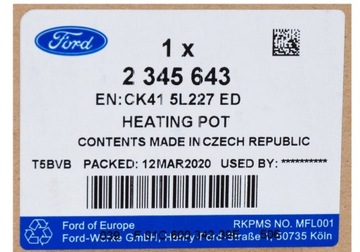 Ford
1 x
2 345 643
EN:CK41 5L227 ED
HEATING POT
CONTENTS MADE IN CZECH REPUBLIC
T5BVB PACKED: 12MAR2020 USED BY: **********
Ford of Europe RKPMS NO. MFL001
Ford-Werke GmbH, Henry-Ford-Straße 1, 50735 Köln